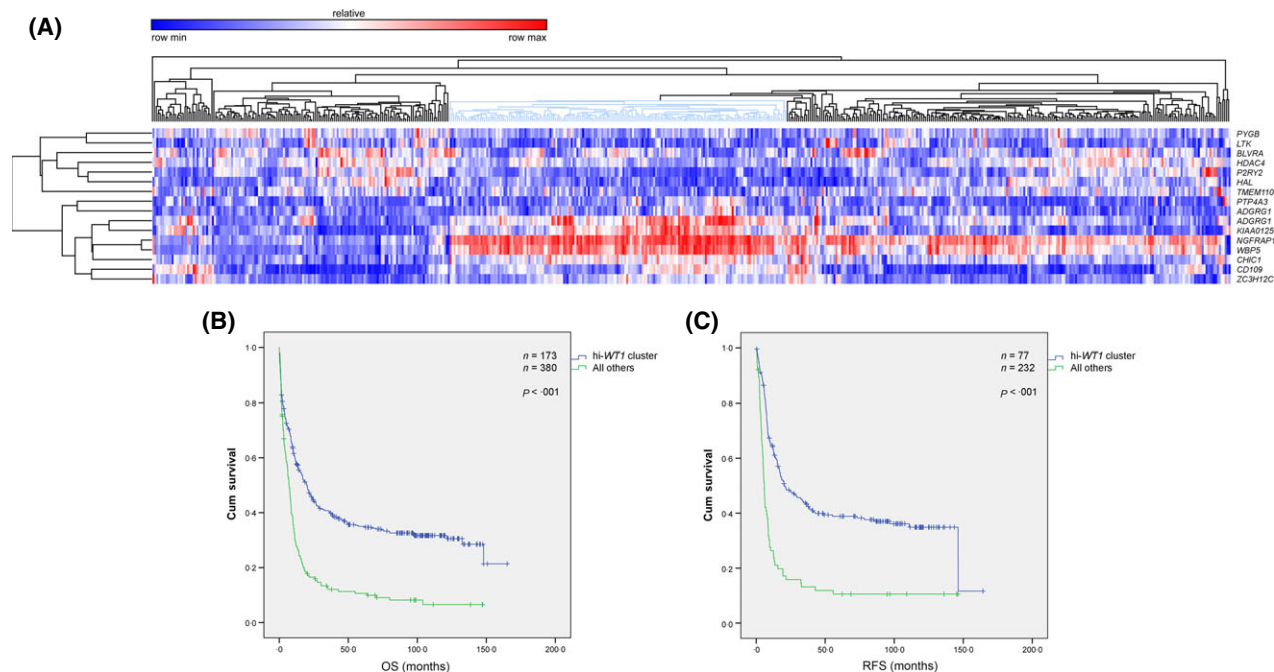 (A)
relative
row min row max
PYGB
LTK
BLVRA
HDAC4
P2RY2
HAL
TMEM110
PTP4A3
ADGRG1
ADGRG1
KIAA0125
NGFRAP1
WBP5
CHIC1
CD109
ZC3H12C
(B)
n = 173 hi-WT1 cluster
n = 380 All others
P < ·001
1·0
0·8
0·6
0·4
0·2
0·0
Cum survival
·0 50·0 100·0 150·0 200·0
OS (months)
(C)
n = 77 hi-WT1 cluster
n = 232 All others
P < ·001
1·0
0·8
0·6
0·4
0·2
0·0
Cum survival
·0 50·0 100·0 150·0 200·0
RFS (months)